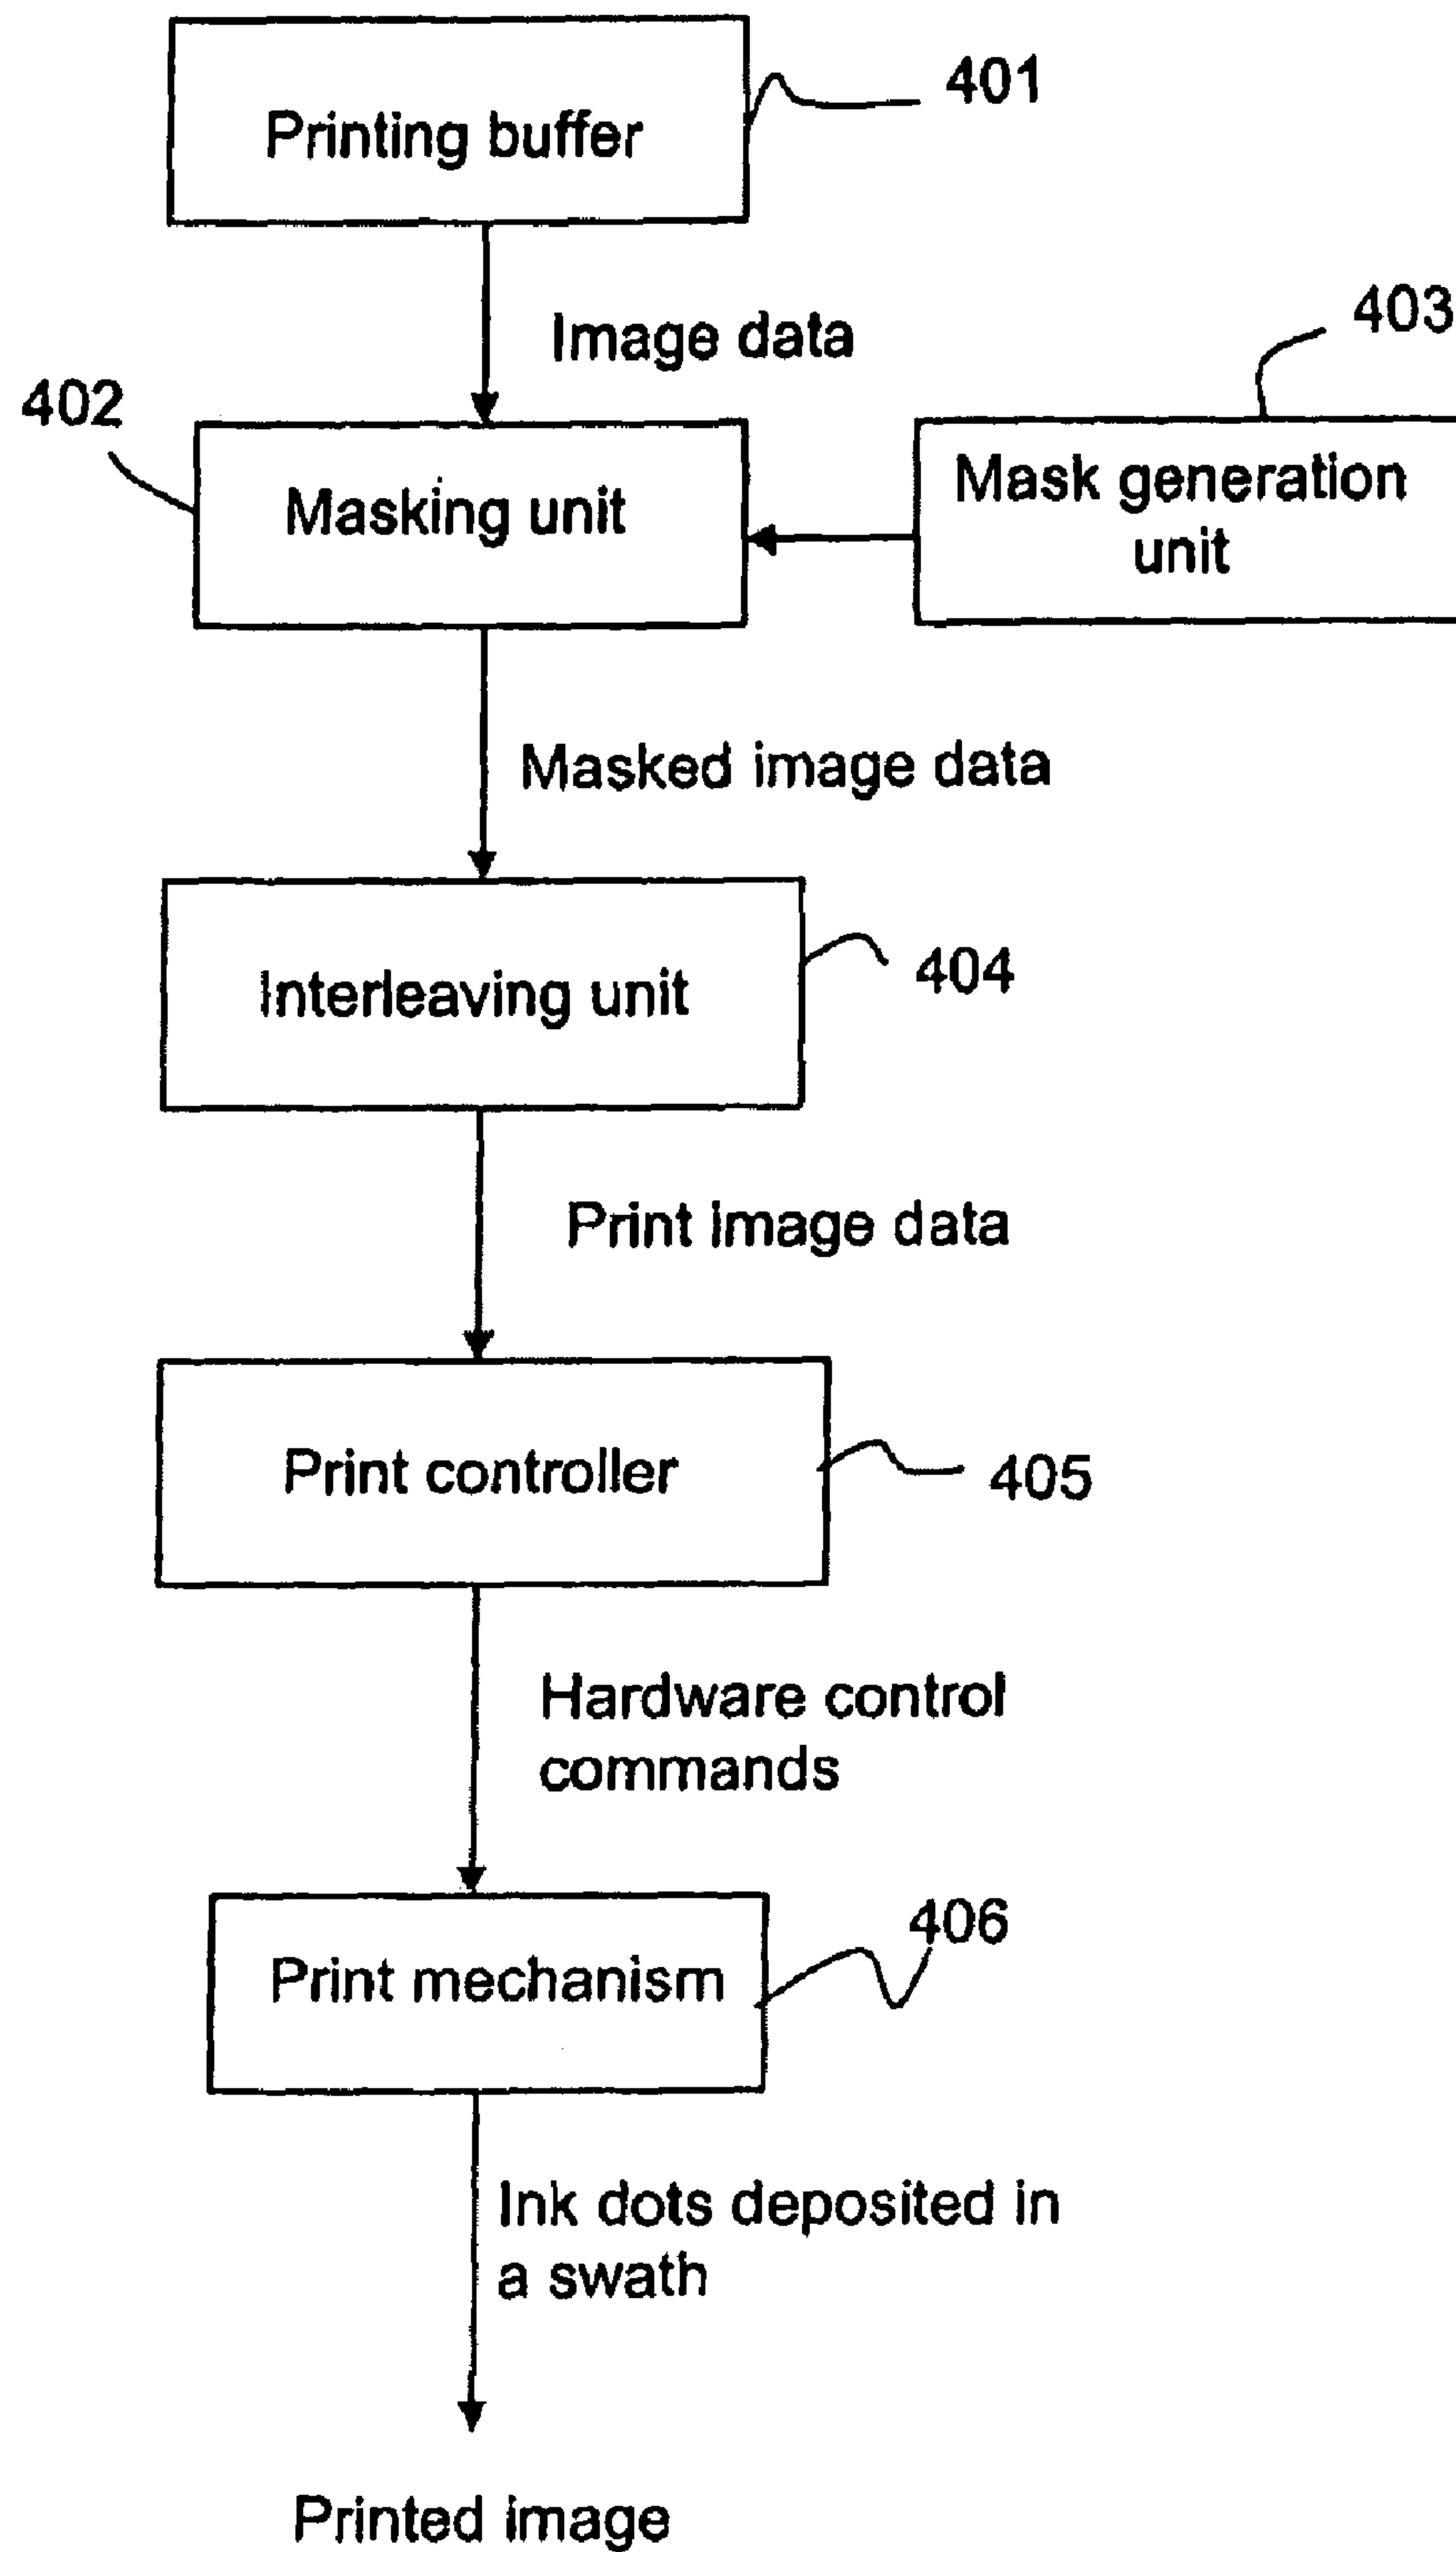 Printing buffer
401
Image data
403
402
Masking unit
Mask generation
unit
Masked image data
Interleaving unit
404
Print image data
Print controller
405
Hardware control
commands
406
Print mechanism
Ink dots deposited in
a swath
Printed image